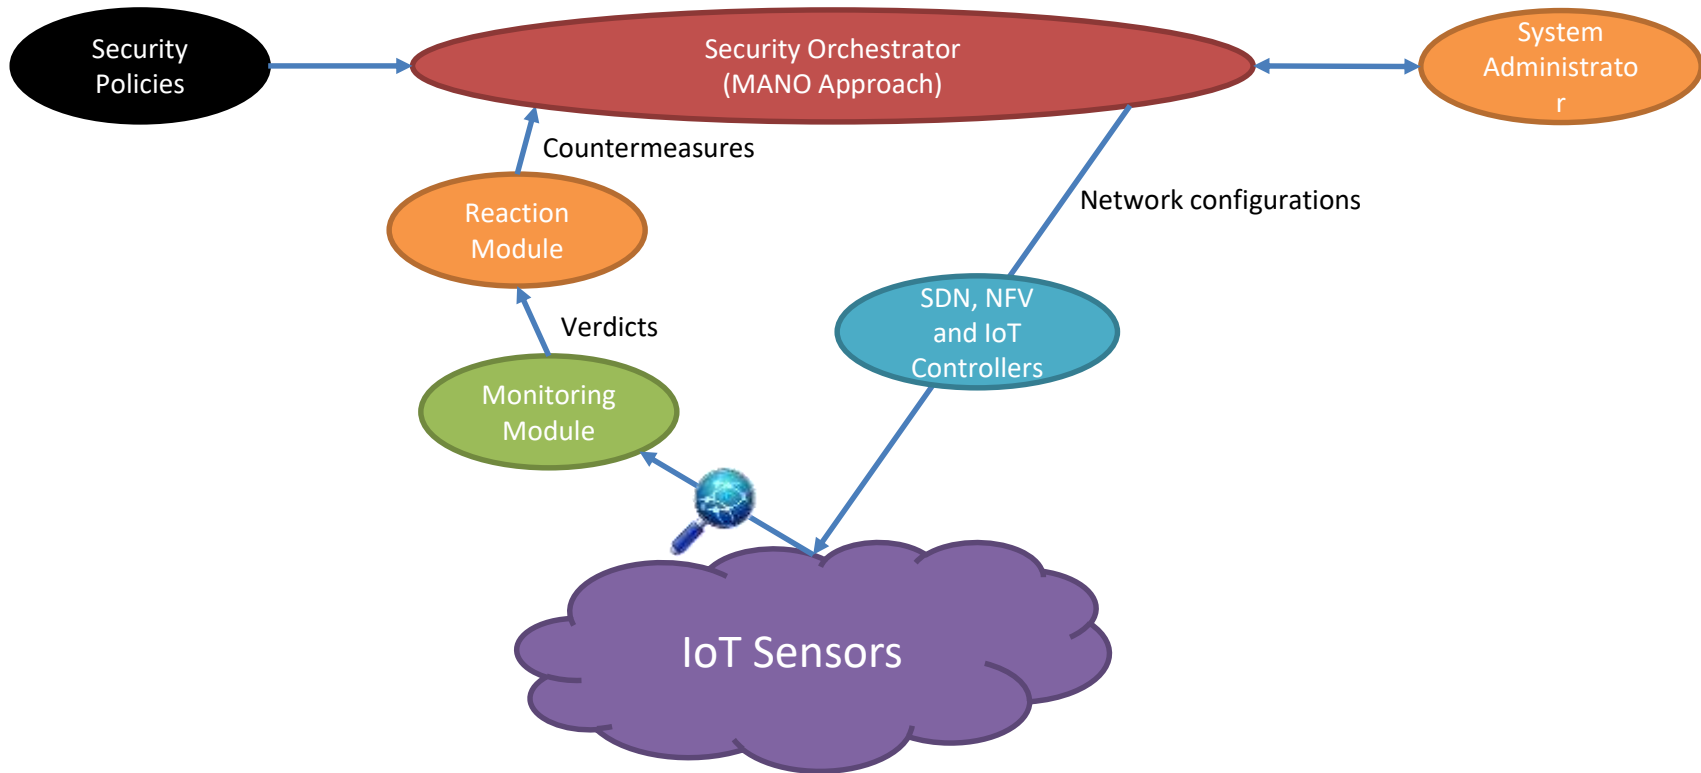 Security
Policies
Security Orchestrator
(MANO Approach)
System
Administrato
r
Countermeasures
Reaction
Module
Network configurations
Verdicts
SDN, NFV
and IoT
Controllers
Monitoring
Module
IoT Sensors